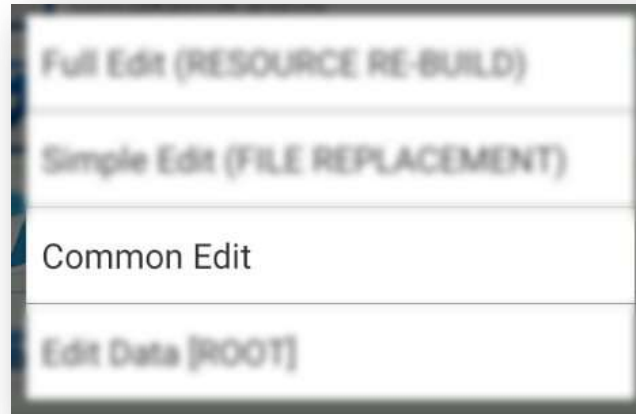 Full Edit (RESOURCE RE-BUILD)
Simple Edit (FILE REPLACEMENT)
Common Edit
Edit Data [ROOT]